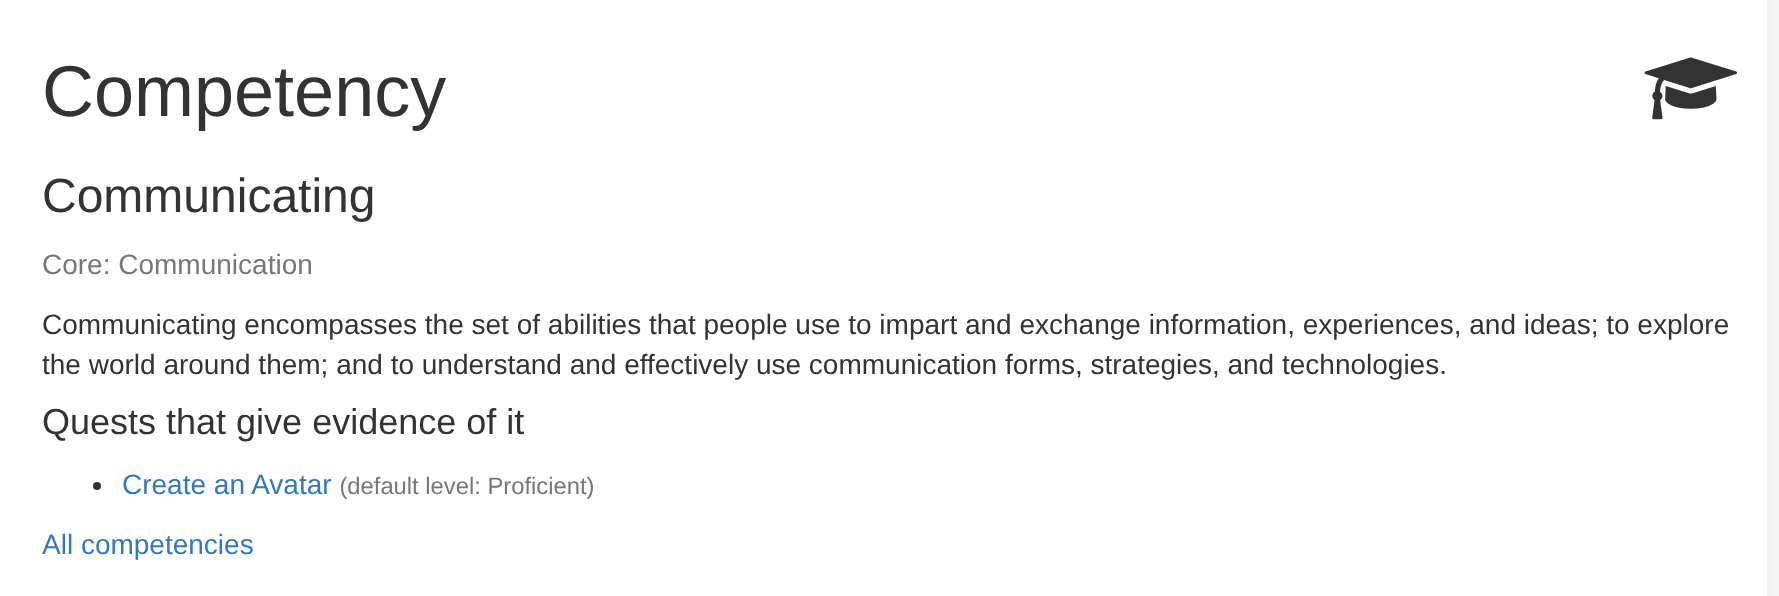 Competency
Communicating
Core: Communication
Communicating encompasses the set of abilities that people use to impart and exchange information, experiences, and ideas; to explore
the world around them; and to understand and effectively use communication forms, strategies, and technologies.
Quests that give evidence of it
• Create an Avatar (default level: Proficient)
All competencies